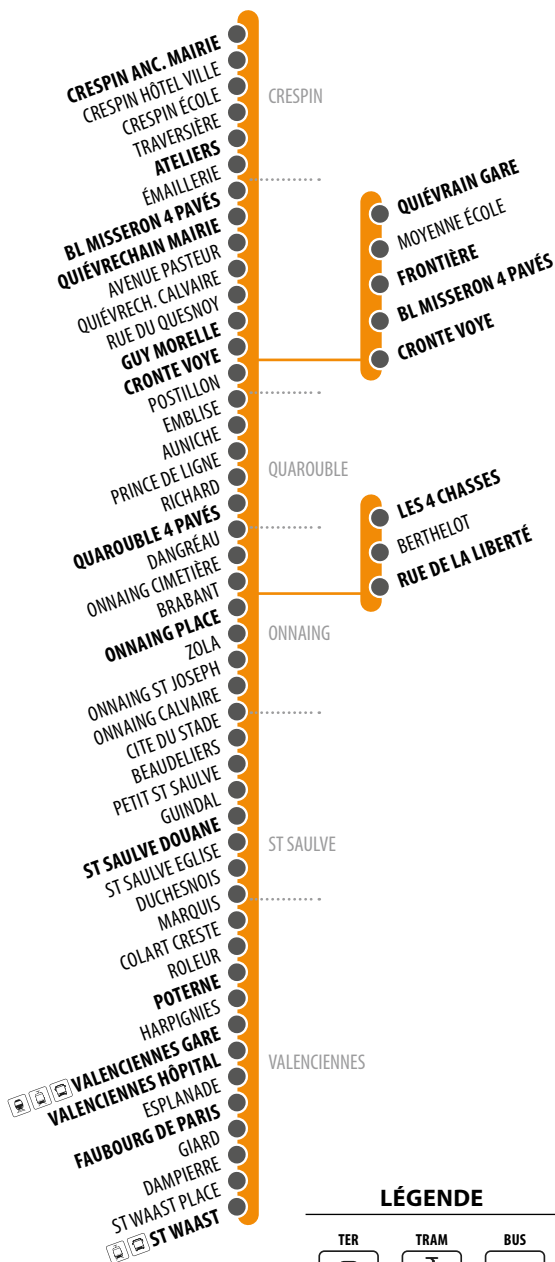 CRESPIN ANC. MAIRIE
CRESPIN HÔTEL VILLE
CRESPIN ÉCOLE
TRAVERSIÈRE
ATELIERS
ÉMAILLERIE
BL MISSERON 4 PAVÉS
QUIÉVRECHAIN MAIRIE
AVENUE PASTEUR
QUIÉVRECH. CALVAIRE
RUE DU QUESNOY
GUY MORELLE
CRONTE VOYE
POSTILLON
EMBLISE
AUNICHE
PRINCE DE LIGNE
RICHARD
QUAROUBLE 4 PAVÉS
DANGRÉAU
ONNAING CIMETIÈRE
BRABANT
ONNAING PLACE
ZOLA
ONNAING ST JOSEPH
ONNAING CALVAIRE
CITE DU STADE
BEAUDELIERS
PETIT ST SAULVE
GUINDAL
ST SAULVE DOUANE
ST SAULVE EGLISE
DUCHESNOIS
MARQUIS
COLART CRESTE
ROLEUR
POTERNE
HARPIGNIES
VALENCIENNES GARE
VALENCIENNES HÔPITAL
ESPLANADE
FAUBOURG DE PARIS
GIARD
DAMPIERRE
ST WAAST PLACE
ST WAAST
CRESPIN
QUAROUBLE
ONNAING
ST SAULVE
VALENCIENNES
QUIÉVRAIN GARE
MOYENNE ÉCOLE
FRONTIÈRE
BL MISSERON 4 PAVÉS
CRONTE VOYE
LES 4 CHASSES
BERTHELOT
RUE DE LA LIBERTÉ
LÉGENDE
TER TRAM BUS